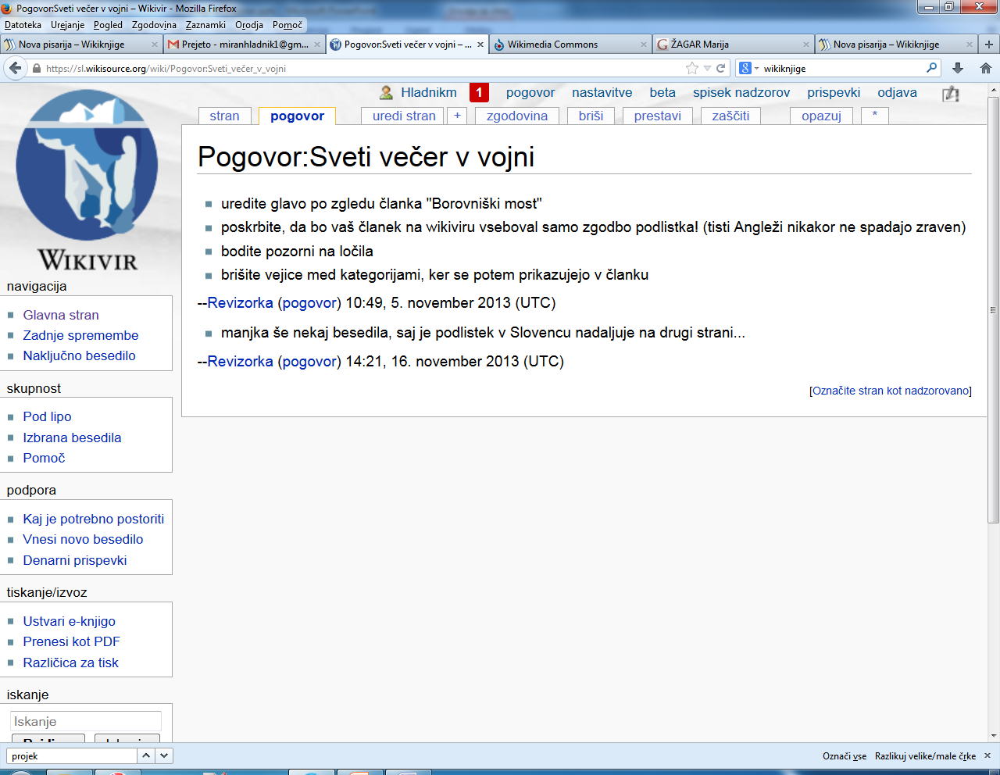 Pogovor:Sveti večer v vojni – Wikivir - Mozilla Firefox
Datoteka Urejanje Pogled Zgodovina Zaznamki Orodja Pomoč
Nova pisarija – Wikiknjige
Prejeto - miranhladnik1@gm...
Pogovor:Sveti večer v vojni – ...
Wikimedia Commons
ŽAGAR Marija
Nova pisarija – Wikiknjige
https://sl.wikisource.org/wiki/Pogovor:Sveti_večer_v_vojni
wikiknjige
Hladnikm 1 pogovor nastavitve beta spisek nadzorov prispevki odjava
stran pogovor uredi stran + zgodovina briši prestavi zaščiti opazuj *
WIKIVIR
Pogovor:Sveti večer v vojni
uredite glavo po zgledu članka "Borovniški most"
poskrbite, da bo vaš članek na wikiviru vseboval samo zgodbo podlistka! (tisti Angleži nikakor ne spadajo zraven)
bodite pozorni na ločila
brišite vejice med kategorijami, ker se potem prikazujejo v članku
--Revizorka (pogovor) 10:49, 5. november 2013 (UTC)
manjka še nekaj besedila, saj je podlistek v Slovencu nadaljuje na drugi strani...
--Revizorka (pogovor) 14:21, 16. november 2013 (UTC)
[Označite stran kot nadzorovano]
navigacija
Glavna stran
Zadnje spremembe
Naključno besedilo
skupnost
Pod lipo
Izbrana besedila
Pomoč
podpora
Kaj je potrebno postoriti
Vnesi novo besedilo
Denarni prispevki
tiskanje/izvoz
Ustvari e-knjigo
Prenesi kot PDF
Različica za tisk
iskanje
Iskanje
projek
Označi vse Razlikuj velike/male črke